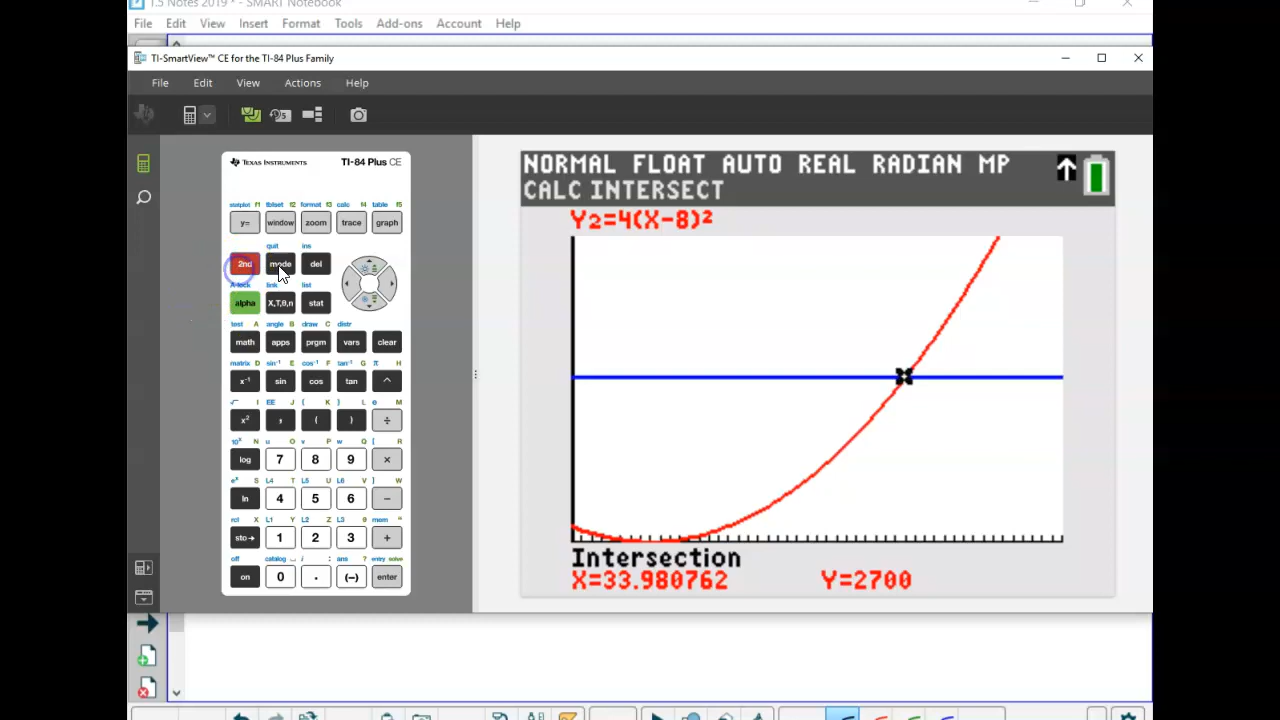 1.5 Notes 2019 * - SMART Notebook
File Edit View Insert Format Tools Add-ons Account Help
TI-SmartView™ CE for the TI-84 Plus Family
File Edit View Actions Help
TEXAS INSTRUMENTS TI-84 Plus CE
statplot f1 tblset f2 format f3 calc f4 table f5
y= window zoom trace graph
quit ins
2nd mode del
A-lock link list
alpha X,T,θ,n stat
test A angle B draw C distr
math apps prgm vars clear
matrix D sin⁻¹ E cos⁻¹ F tan⁻¹ G π H
x⁻¹ sin cos tan ^
√ I EE J { K } L e M
x² , ( ) ÷
10ˣ N u O v P w Q [ R
log 7 8 9 ×
eˣ S L4 T L5 U L6 V ] W
ln 4 5 6 −
rcl X L1 Y L2 Z L3 θ mem "
sto→ 1 2 3 +
off catalog ⎵ i : ans ? entry solve
on 0 . (−) enter
NORMAL FLOAT AUTO REAL RADIAN MP
CALC INTERSECT
Y₂=4(X-8)²
Intersection
X=33.980762 Y=2700